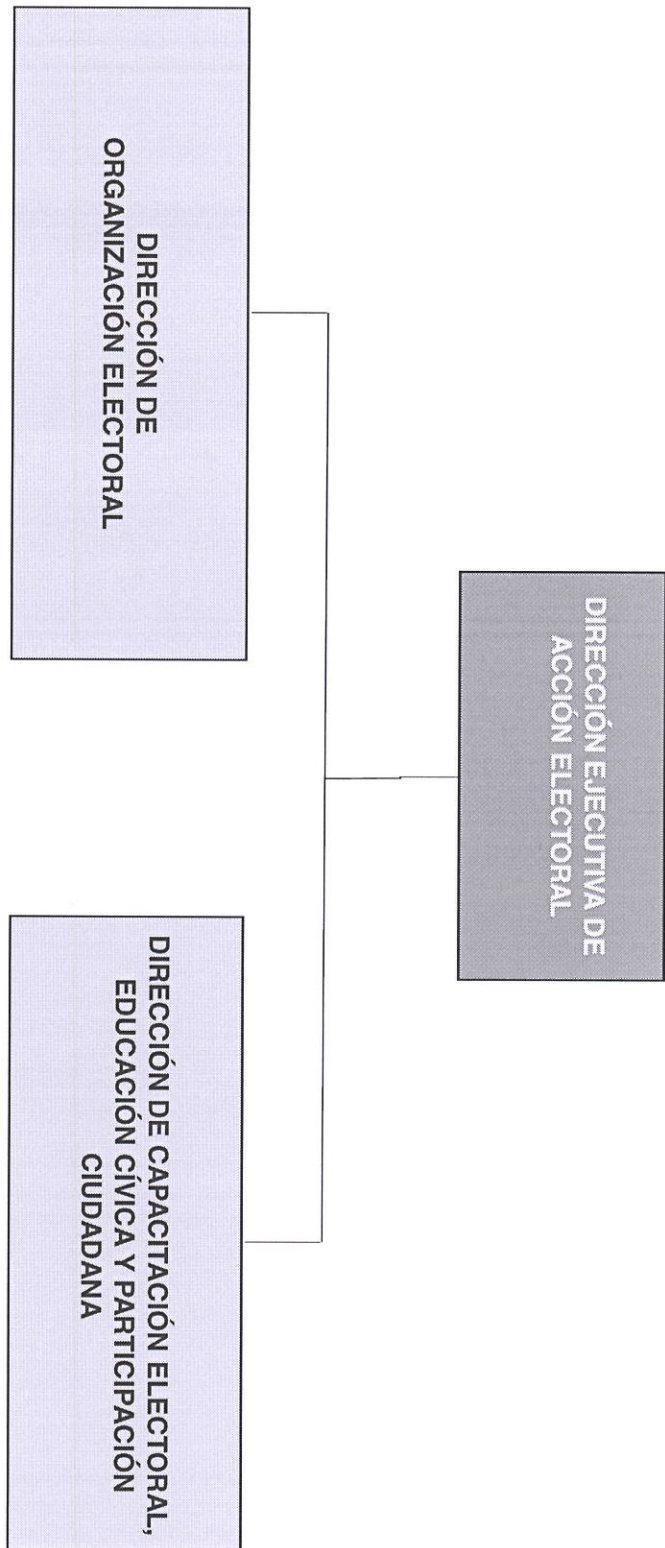 DIRECCIÓN EJECUTIVA DE
ACCIÓN ELECTORAL
DIRECCIÓN DE
ORGANIZACIÓN ELECTORAL
DIRECCIÓN DE CAPACITACIÓN ELECTORAL,
EDUCACIÓN CÍVICA Y PARTICIPACIÓN
CIUDADANA